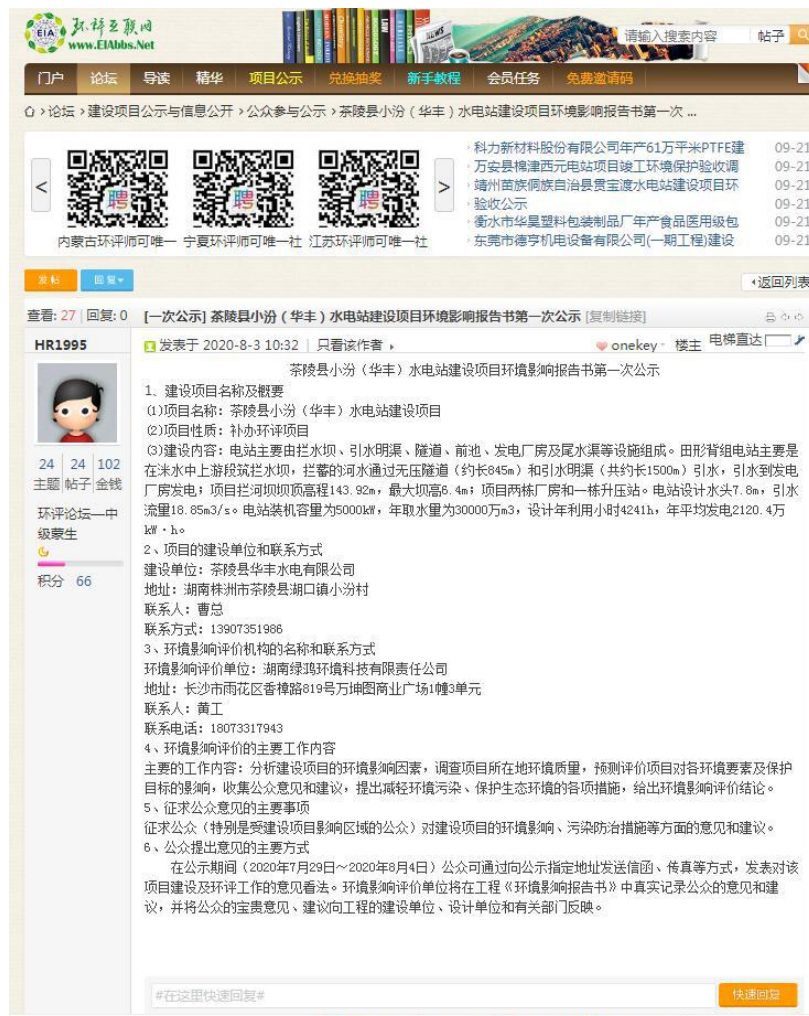 EIA
环评互联网
www.EIAbbs.Net
NEWS
LAW
请输入搜索内容
帖子
门户 论坛 导读 精华 项目公示 兑换抽奖 新手教程 会员任务 免费邀请码
›论坛 ›建设项目公示与信息公开 ›公众参与公示 ›茶陵县小汾（华丰）水电站建设项目环境影响报告书第一次 ...
<
聘
聘
聘
>
内蒙古环评师可唯一 宁夏环评师可唯一社 江苏环评师可唯一社
科力新材料股份有限公司年产61万平米PTFE建 09-21
万安县棉津西元电站项目竣工环境保护验收调 09-21
靖州苗族侗族自治县贯宝渡水电站建设项目环 09-21
验收公示 09-21
衡水市华昊塑料包装制品厂年产食品医用级包 09-21
东莞市德亨机电设备有限公司(一期工程)建设 09-21
发帖 回复
返回列表
查看: 27 | 回复: 0
[一次公示] 茶陵县小汾（华丰）水电站建设项目环境影响报告书第一次公示 [复制链接]
HR1995
24 24 102
主题 帖子 金钱
环评论坛—中
级蒙生
积分 66
发表于 2020-8-3 10:32 | 只看该作者
onekey
楼主
电梯直达
茶陵县小汾（华丰）水电站建设项目环境影响报告书第一次公示
1、建设项目名称及概要
(1)项目名称：茶陵县小汾（华丰）水电站建设项目
(2)项目性质：补办环评项目
(3)建设内容：电站主要由拦水坝、引水明渠、隧道、前池、发电厂房及尾水渠等设施组成。田形背组电站主要是
在洣水中上游段筑拦水坝，拦蓄的河水通过无压隧道（约长845m）和引水明渠（共约长1500m）引水，引水到发电
厂房发电；项目拦河坝坝顶高程143.92m，最大坝高6.4m；项目两栋厂房和一栋升压站。电站设计水头7.8m，引水
流量18.85m3/s。电站装机容量为5000kW，年取水量为30000万m3，设计年利用小时4241h，年平均发电2120.4万
kW·h。
2、项目的建设单位和联系方式
建设单位：茶陵县华丰水电有限公司
地址：湖南株洲市茶陵县湖口镇小汾村
联系人：曹总
联系方式：13907351986
3、环境影响评价机构的名称和联系方式
环境影响评价单位：湖南绿鸿环境科技有限责任公司
地址：长沙市雨花区香樟路819号万坤图商业广场1幢3单元
联系人：黄工
联系电话：18073317943
4、环境影响评价的主要工作内容
主要的工作内容：分析建设项目的环境影响因素，调查项目所在地环境质量，预测评价项目对各环境要素及保护
目标的影响，收集公众意见和建议，提出减轻环境污染、保护生态环境的各项措施，给出环境影响评价结论。
5、征求公众意见的主要事项
征求公众（特别是受建设项目影响区域的公众）对建设项目的环境影响、污染防治措施等方面的意见和建议。
6、公众提出意见的主要方式
在公示期间（2020年7月29日～2020年8月4日）公众可通过向公示指定地址发送信函、传真等方式，发表对该
项目建设及环评工作的意见看法。环境影响评价单位将在工程《环境影响报告书》中真实记录公众的意见和建
议，并将公众的宝贵意见、建议向工程的建设单位、设计单位和有关部门反映。
#在这里快速回复#
快速回复